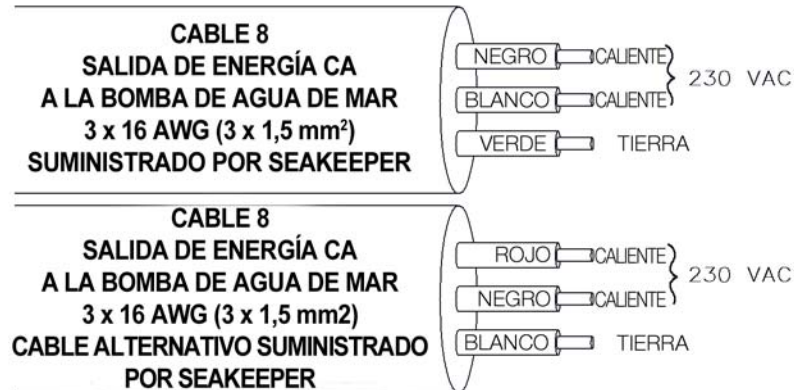 CABLE 8
SALIDA DE ENERGÍA CA
A LA BOMBA DE AGUA DE MAR
3 x 16 AWG (3 x 1,5 mm²)
SUMINISTRADO POR SEAKEEPER
NEGRO CALIENTE
BLANCO CALIENTE
230 VAC
VERDE TIERRA
CABLE 8
SALIDA DE ENERGÍA CA
A LA BOMBA DE AGUA DE MAR
3 x 16 AWG (3 x 1,5 mm2)
CABLE ALTERNATIVO SUMINISTRADO
POR SEAKEEPER
ROJO CALIENTE
NEGRO CALIENTE
230 VAC
BLANCO TIERRA